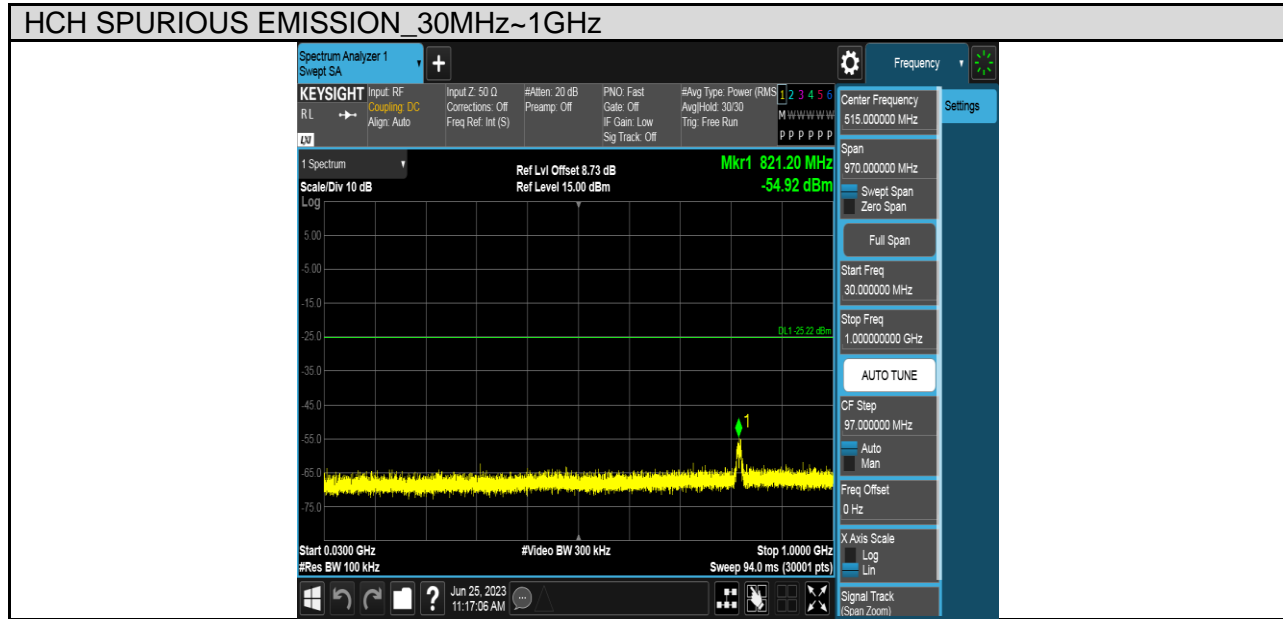 HCH SPURIOUS EMISSION_30MHz~1GHz
Spectrum Analyzer 1
Swept SA
+
Frequency
KEYSIGHT
RL
LXI
Input: RF
Coupling: DC
Align: Auto
Input Z: 50 Ω
Corrections: Off
Freq Ref: Int (S)
#Atten: 20 dB
Preamp: Off
PNO: Fast
Gate: Off
IF Gain: Low
Sig Track: Off
#Avg Type: Power (RMS
Avg|Hold: 30/30
Trig: Free Run
1 2 3 4 5 6
M W W W W W
P P P P P P
1 Spectrum
Scale/Div 10 dB
Log
Ref Lvl Offset 8.73 dB
Ref Level 15.00 dBm
Mkr1 821.20 MHz
-54.92 dBm
5.00
-5.00
-15.0
-25.0
DL1 -25.22 dBm
-35.0
-45.0
1
-55.0
-65.0
-75.0
Start 0.0300 GHz
#Res BW 100 kHz
#Video BW 300 kHz
Stop 1.0000 GHz
Sweep 94.0 ms (30001 pts)
?
Jun 25, 2023
11:17:06 AM
Center Frequency
515.000000 MHz
Span
970.000000 MHz
Swept Span
Zero Span
Full Span
Start Freq
30.000000 MHz
Stop Freq
1.000000000 GHz
AUTO TUNE
CF Step
97.000000 MHz
Auto
Man
Freq Offset
0 Hz
X Axis Scale
Log
Lin
Signal Track
(Span Zoom)
Settings